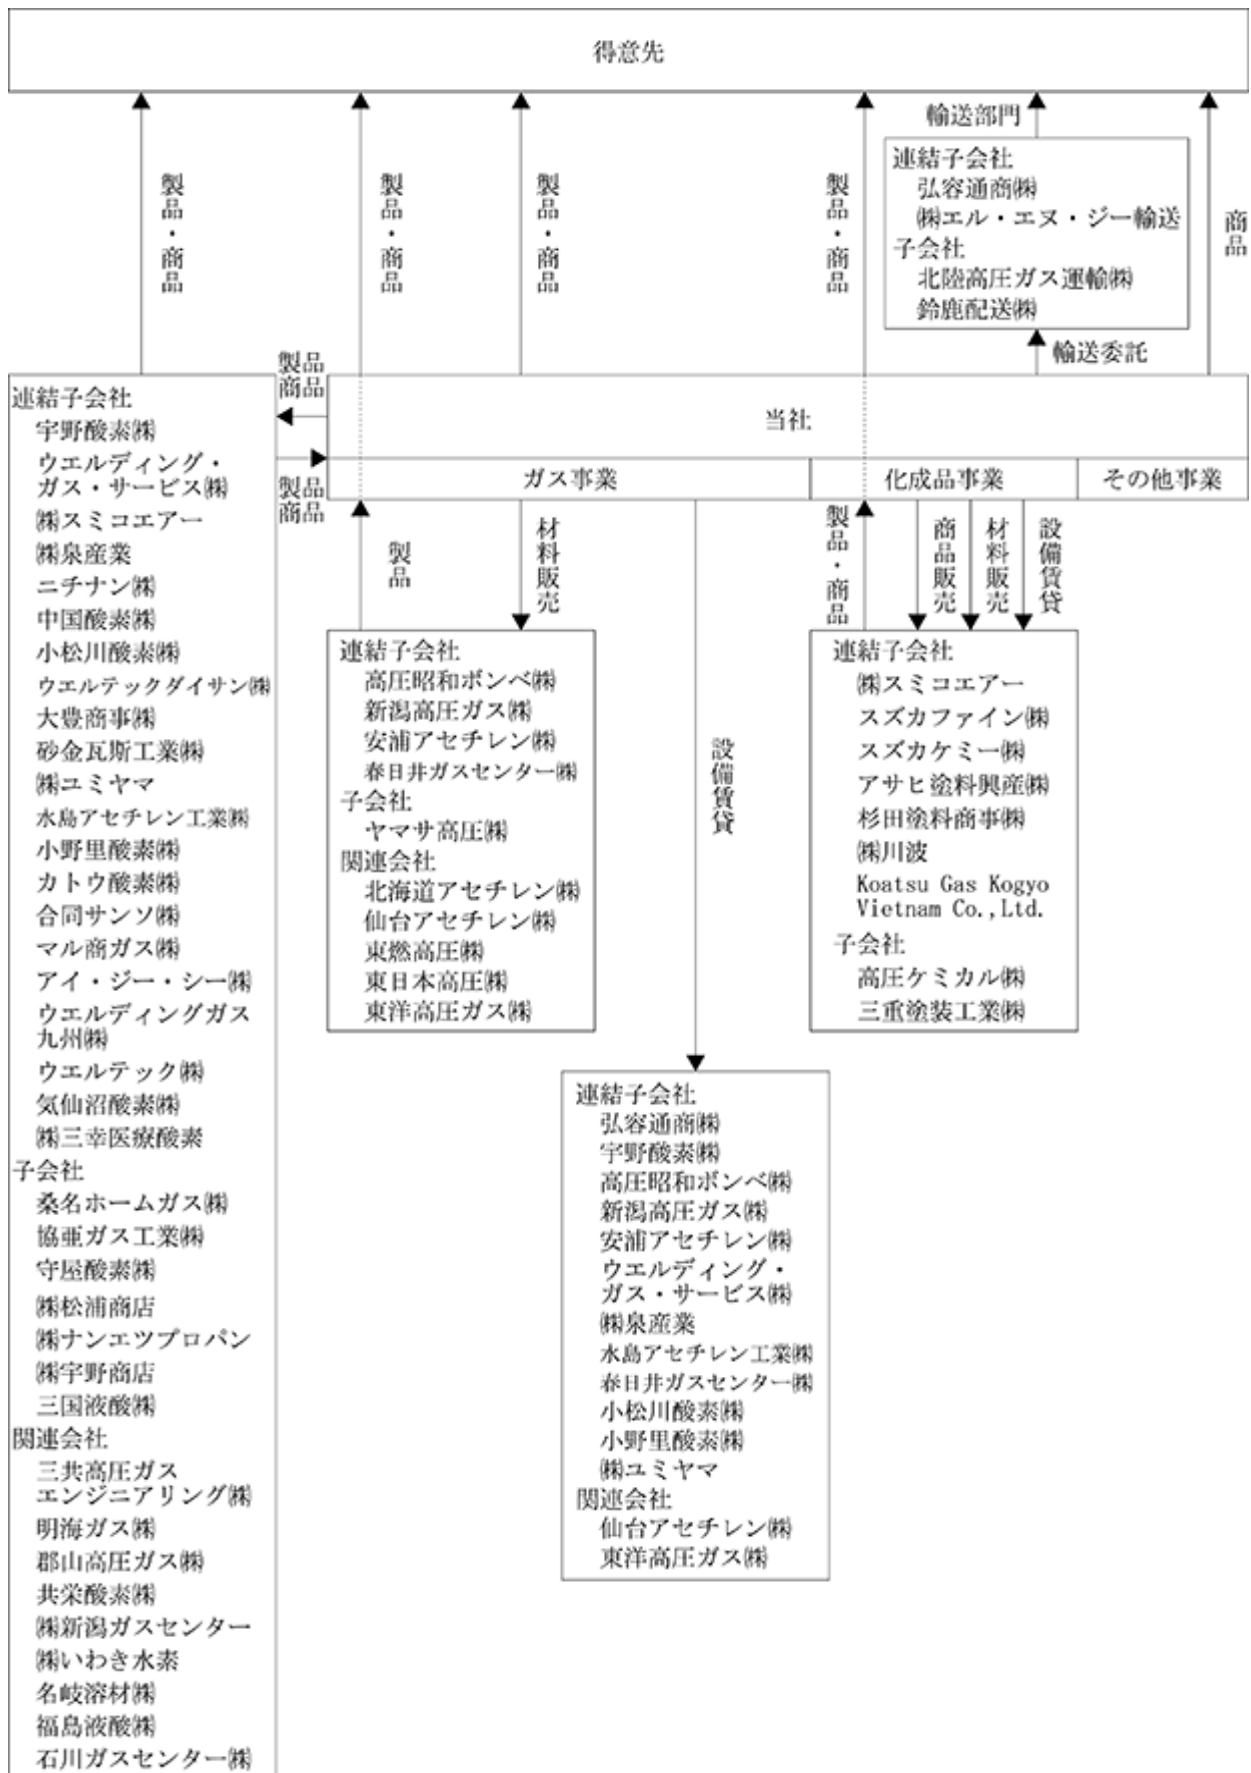 得意先
製品・商品
製品・商品
製品・商品
製品・商品
輸送部門
連結子会社
弘容通商㈱
㈱エル・エヌ・ジー輸送
子会社
北陸高圧ガス運輸㈱
鈴鹿配送㈱
商品
輸送委託
製品
商品
当社
製品
商品
ガス事業
化成品事業
その他事業
連結子会社
宇野酸素㈱
ウエルディング・
ガス・サービス㈱
㈱スミコエアー
㈱泉産業
ニチナン㈱
中国酸素㈱
小松川酸素㈱
ウエルテックダイサン㈱
大豊商事㈱
砂金瓦斯工業㈱
㈱ユミヤマ
水島アセチレン工業㈱
小野里酸素㈱
カトウ酸素㈱
合同サンソ㈱
マル商ガス㈱
アイ・ジー・シー㈱
ウエルディングガス
九州㈱
ウエルテック㈱
気仙沼酸素㈱
㈱三幸医療酸素
子会社
桑名ホームガス㈱
協亜ガス工業㈱
守屋酸素㈱
㈱松浦商店
㈱ナンエツプロパン
㈱宇野商店
三国液酸㈱
関連会社
三共高圧ガス
エンジニアリング㈱
明海ガス㈱
郡山高圧ガス㈱
共栄酸素㈱
㈱新潟ガスセンター
㈱いわき水素
名岐溶材㈱
福島液酸㈱
石川ガスセンター㈱
製品
材料販売
連結子会社
高圧昭和ボンベ㈱
新潟高圧ガス㈱
安浦アセチレン㈱
春日井ガスセンター㈱
子会社
ヤマサ高圧㈱
関連会社
北海道アセチレン㈱
仙台アセチレン㈱
東燃高圧㈱
東日本高圧㈱
東洋高圧ガス㈱
設備賃貸
連結子会社
弘容通商㈱
宇野酸素㈱
高圧昭和ボンベ㈱
新潟高圧ガス㈱
安浦アセチレン㈱
ウエルディング・
ガス・サービス㈱
㈱泉産業
水島アセチレン工業㈱
春日井ガスセンター㈱
小松川酸素㈱
小野里酸素㈱
㈱ユミヤマ
関連会社
仙台アセチレン㈱
東洋高圧ガス㈱
製品・商品
商品販売
材料販売
設備賃貸
連結子会社
㈱スミコエアー
スズカファイン㈱
スズカケミー㈱
アサヒ塗料興産㈱
杉田塗料商事㈱
㈱川波
Koatsu Gas Kogyo
Vietnam Co.,Ltd.
子会社
高圧ケミカル㈱
三重塗装工業㈱